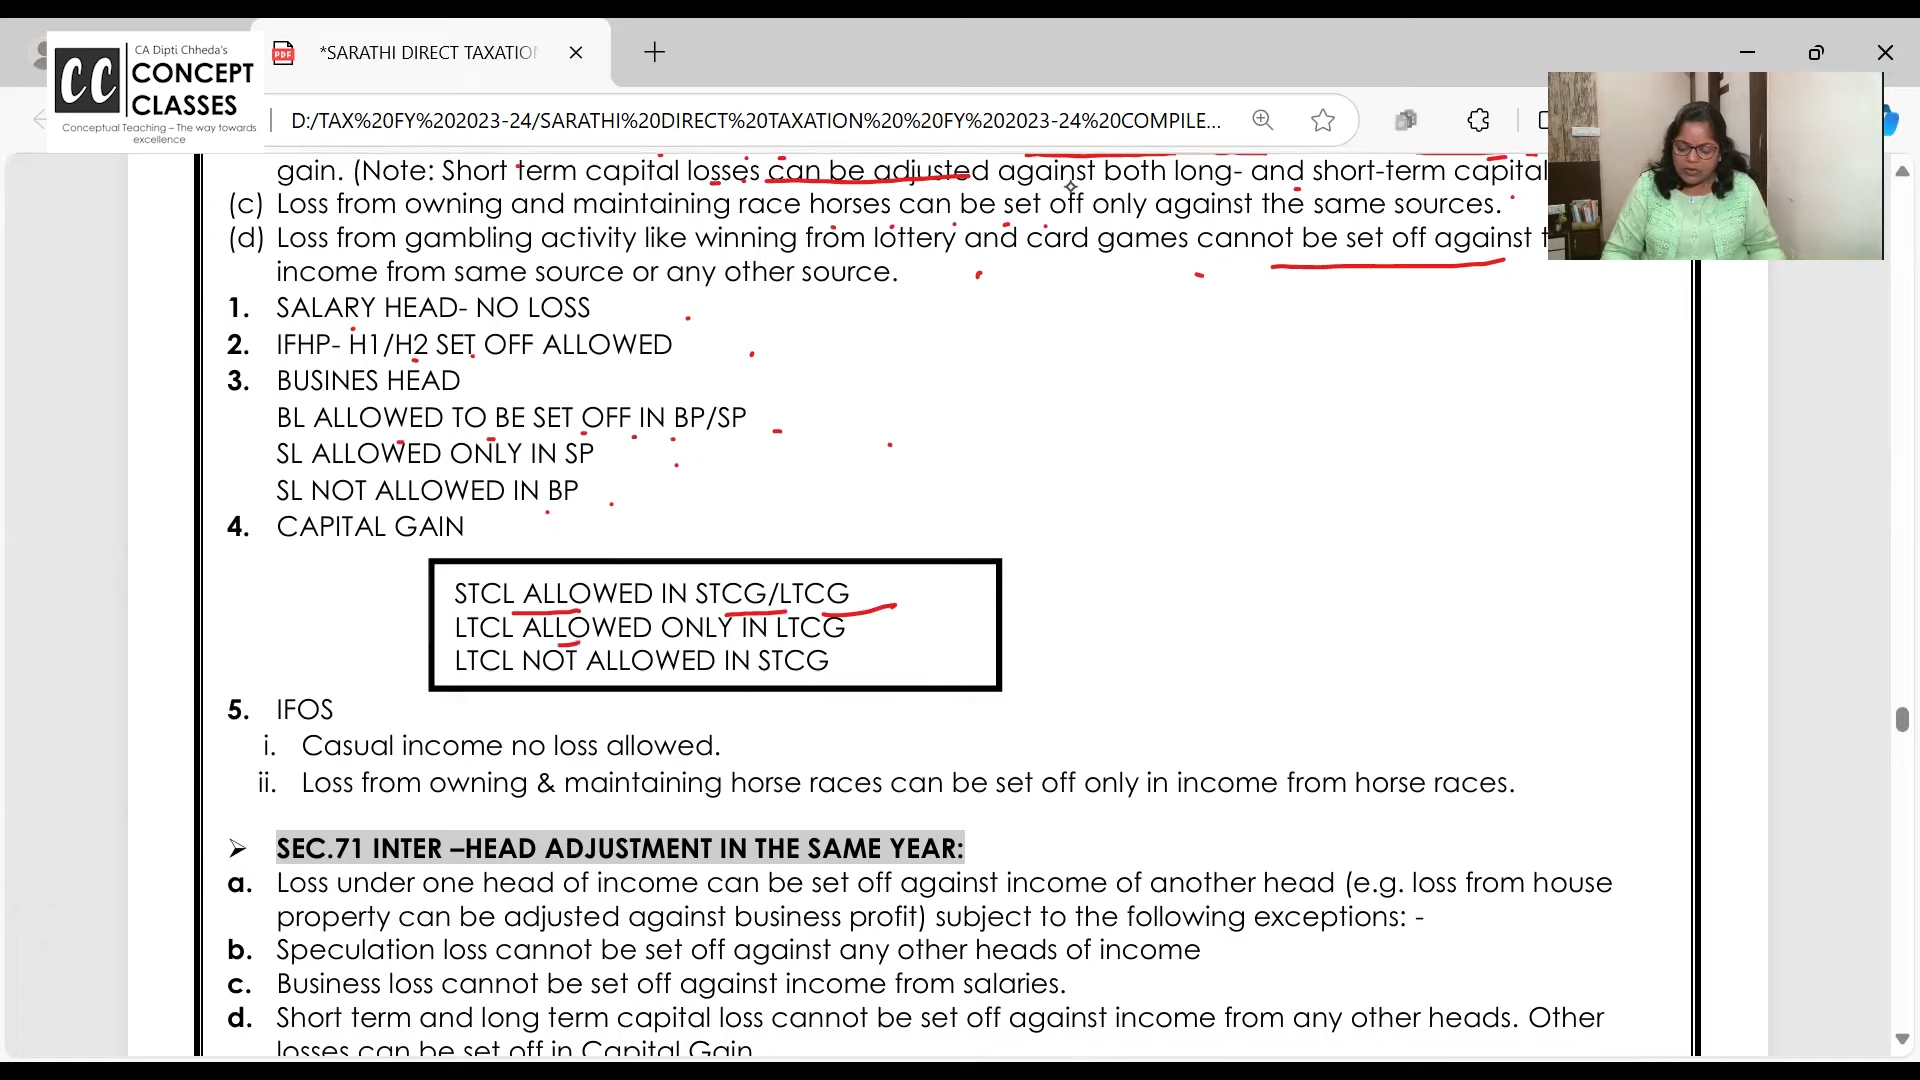 CA Dipti Chheda's
CC CONCEPT
CLASSES
Conceptual Teaching – The way towards
excellence
*SARATHI DIRECT TAXATION
D:/TAX%20FY%202023-24/SARATHI%20DIRECT%20TAXATION%20%20FY%202023-24%20COMPILE...
gain. (Note: Short term capital losses can be adjusted against both long- and short-term capital
(c) Loss from owning and maintaining race horses can be set off only against the same sources.
(d) Loss from gambling activity like winning from lottery and card games cannot be set off against
income from same source or any other source.
1. SALARY HEAD- NO LOSS
2. IFHP- H1/H2 SET OFF ALLOWED
3. BUSINES HEAD
BL ALLOWED TO BE SET OFF IN BP/SP
SL ALLOWED ONLY IN SP
SL NOT ALLOWED IN BP
4. CAPITAL GAIN
STCL ALLOWED IN STCG/LTCG
LTCL ALLOWED ONLY IN LTCG
LTCL NOT ALLOWED IN STCG
5. IFOS
i. Casual income no loss allowed.
ii. Loss from owning & maintaining horse races can be set off only in income from horse races.
➢ SEC.71 INTER –HEAD ADJUSTMENT IN THE SAME YEAR:
a. Loss under one head of income can be set off against income of another head (e.g. loss from house
property can be adjusted against business profit) subject to the following exceptions: -
b. Speculation loss cannot be set off against any other heads of income
c. Business loss cannot be set off against income from salaries.
d. Short term and long term capital loss cannot be set off against income from any other heads. Other
losses can be set off in Capital Gain